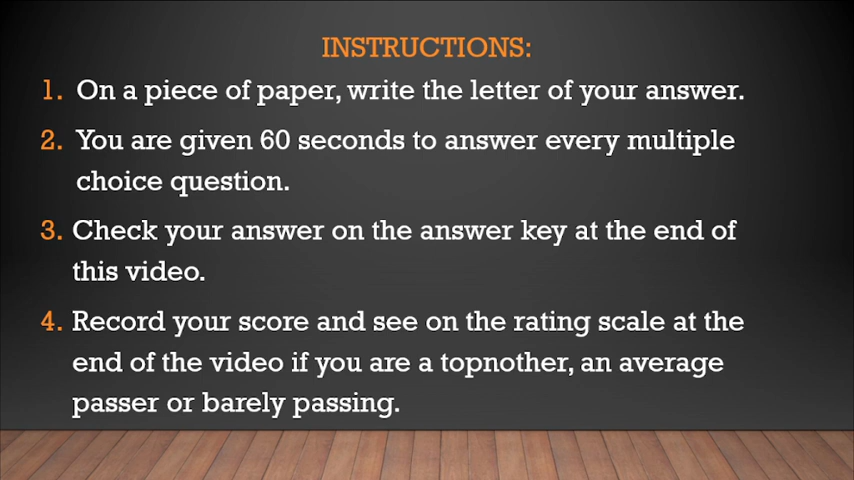 INSTRUCTIONS:
1. On a piece of paper, write the letter of your answer.
2. You are given 60 seconds to answer every multiple
choice question.
3. Check your answer on the answer key at the end of
this video.
4. Record your score and see on the rating scale at the
end of the video if you are a topnother, an average
passer or barely passing.